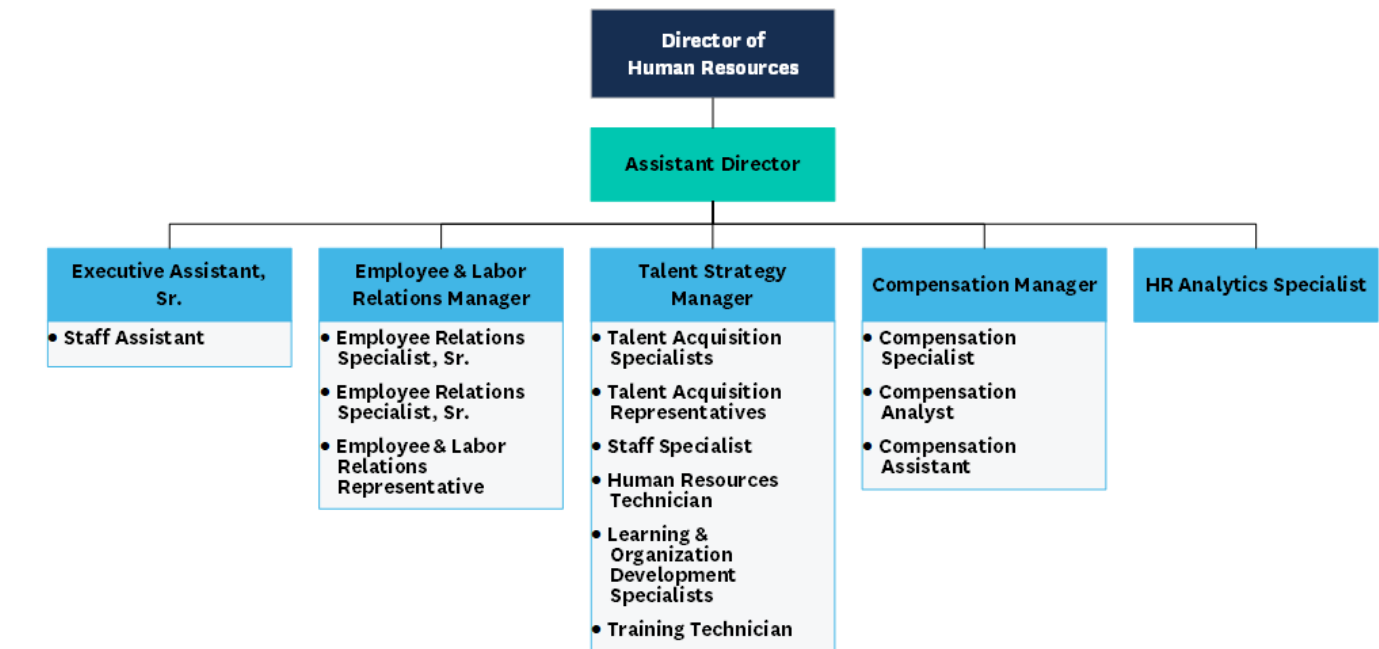 Director of
Human Resources
Assistant Director
Executive Assistant,
Sr.
• Staff Assistant
Employee & Labor
Relations Manager
• Employee Relations
Specialist, Sr.
• Employee Relations
Specialist, Sr.
• Employee & Labor
Relations
Representative
Talent Strategy
Manager
• Talent Acquisition
Specialists
• Talent Acquisition
Representatives
• Staff Specialist
• Human Resources
Technician
• Learning &
Organization
Development
Specialists
• Training Technician
Compensation Manager
• Compensation
Specialist
• Compensation
Analyst
• Compensation
Assistant
HR Analytics Specialist